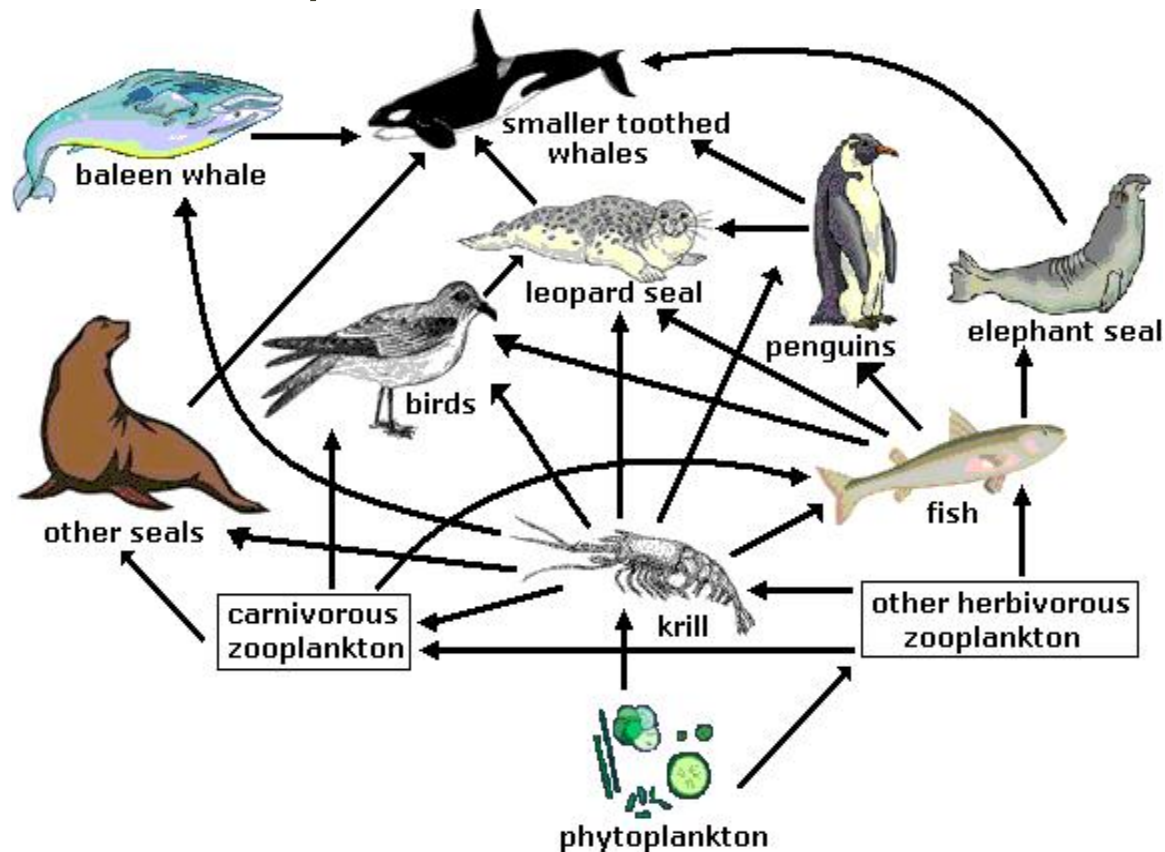 smaller toothed
whales
baleen whale
leopard seal
elephant seal
penguins
birds
fish
other seals
carnivorous
zooplankton
krill
other herbivorous
zooplankton
phytoplankton